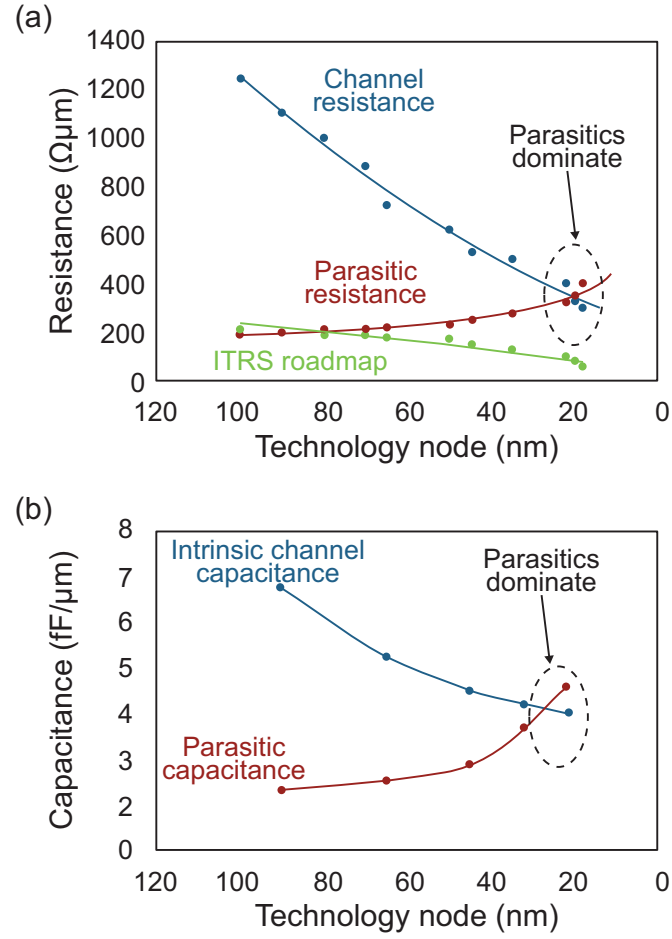 (a)
1400
1200
1000
800
600
400
200
0
Resistance (Ωμm)
Channel
resistance
Parasitics
dominate
Parasitic
resistance
ITRS roadmap
120 100 80 60 40 20 0
Technology node (nm)
(b)
8
7
6
5
4
3
2
0
Capacitance (fF/μm)
Intrinsic channel
capacitance
Parasitics
dominate
Parasitic
capacitance
120 100 80 60 40 20 0
Technology node (nm)